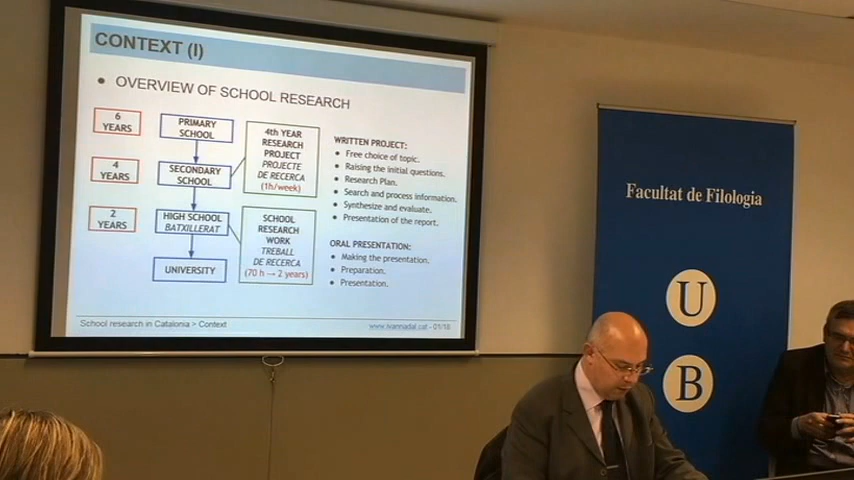 CONTEXT (I)
• OVERVIEW OF SCHOOL RESEARCH
6
YEARS
PRIMARY
SCHOOL
4
YEARS
SECONDARY
SCHOOL
2
YEARS
HIGH SCHOOL
BATXILLERAT
UNIVERSITY
4th YEAR
RESEARCH
PROJECT
PROJECTE
DE RECERCA
(1h/week)
SCHOOL
RESEARCH
WORK
TREBALL
DE RECERCA
(70 h → 2 years)
WRITTEN PROJECT:
• Free choice of topic.
• Raising the initial questions.
• Research Plan.
• Search and process information.
• Synthesize and evaluate.
• Presentation of the report.
ORAL PRESENTATION:
• Making the presentation.
• Preparation.
• Presentation.
School research in Catalonia > Context
www.ivannadal.cat - 01/18
Facultat de Filologia
U
B